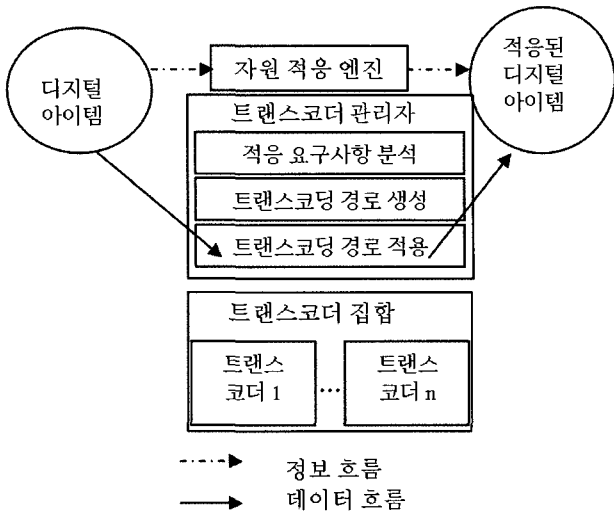 디지털
아이템
자원 적응 엔진
적응된
디지털
아이템
트랜스코더 관리자
적응 요구사항 분석
트랜스코딩 경로 생성
트랜스코딩 경로 적용
트랜스코더 집합
트랜스
코더 1
...
트랜스
코더 n
정보 흐름
데이터 흐름